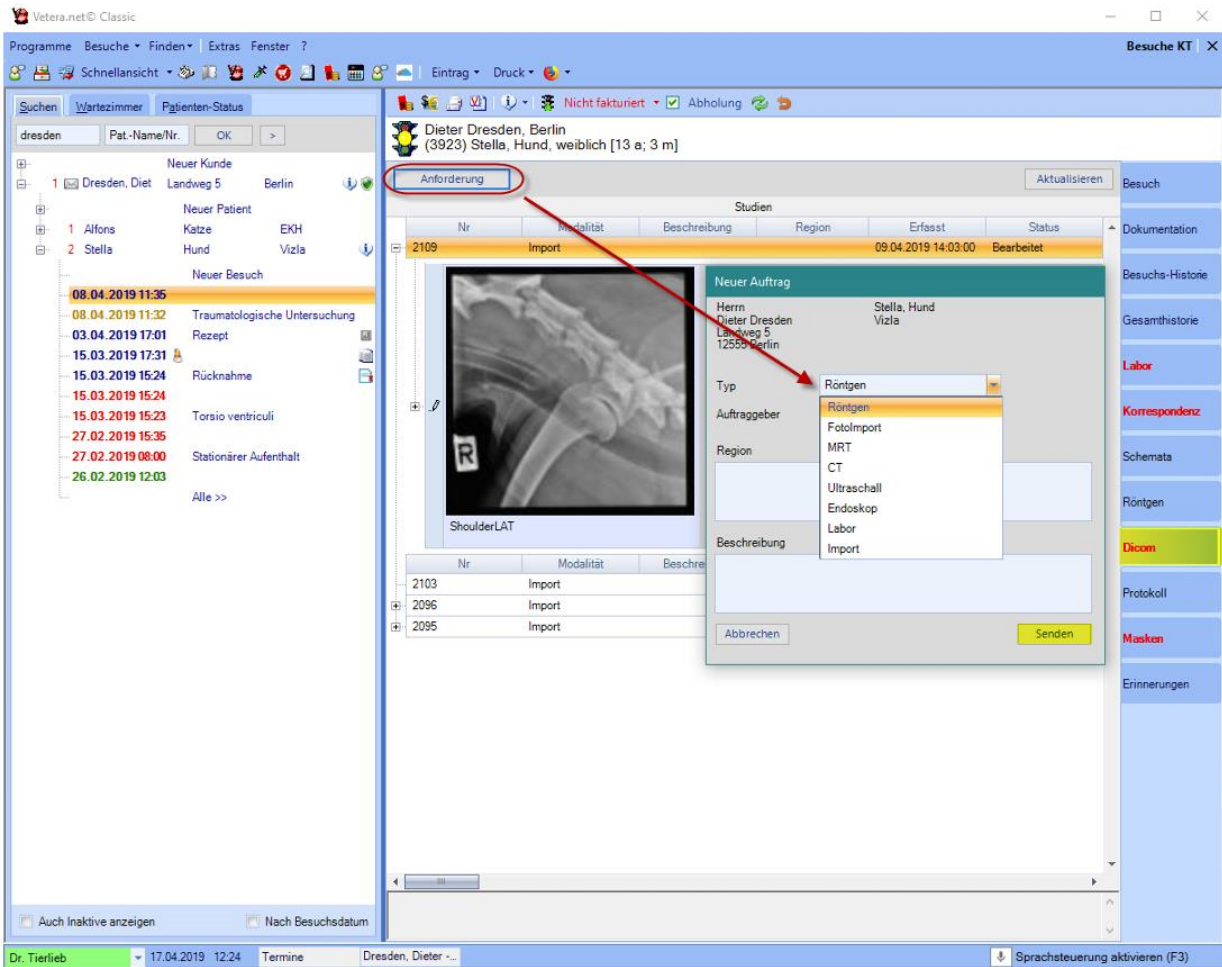 Vetera.net© Classic
Programme Besuche Finden Extras Fenster ?
Besuche KT
Schnellansicht Eintrag Druck
Suchen Wartezimmer Patienten-Status
dresden Pat.-Name/Nr. OK >
Neuer Kunde
1 Dresden, Diet Landweg 5 Berlin
Neuer Patient
1 Alfons Katze EKH
2 Stella Hund Vizla
Neuer Besuch
08.04.2019 11:35
08.04.2019 11:32 Traumatologische Untersuchung
03.04.2019 17:01 Rezept
15.03.2019 17:31
15.03.2019 15:24 Rücknahme
15.03.2019 15:24
15.03.2019 15:23 Torsio ventriculi
27.02.2019 15:35
27.02.2019 08:00 Stationärer Aufenthalt
26.02.2019 12:03
Alle >>
Auch Inaktive anzeigen Nach Besuchsdatum
Nicht fakturiert Abholung
Dieter Dresden, Berlin
(3923) Stella, Hund, weiblich [13 a; 3 m]
Anforderung Aktualisieren
Studien
Nr Modalität Beschreibung Region Erfasst Status
2109 Import 09.04.2019 14:03:00 Bearbeitet
R
ShoulderLAT
Nr Modalität Beschre
2103 Import
2096 Import
2095 Import
Neuer Auftrag
Herrn Stella, Hund
Dieter Dresden Vizla
Landweg 5
12555 Berlin
Typ Röntgen
Auftraggeber
Region
Beschreibung
Röntgen
FotoImport
MRT
CT
Ultraschall
Endoskop
Labor
Import
Abbrechen Senden
Besuch
Dokumentation
Besuchs-Historie
Gesamthistorie
Labor
Korrespondenz
Schemata
Röntgen
Dicom
Protokoll
Masken
Erinnerungen
Dr. Tierlieb 17.04.2019 12:24 Termine Dresden, Dieter -... Sprachsteuerung aktivieren (F3)